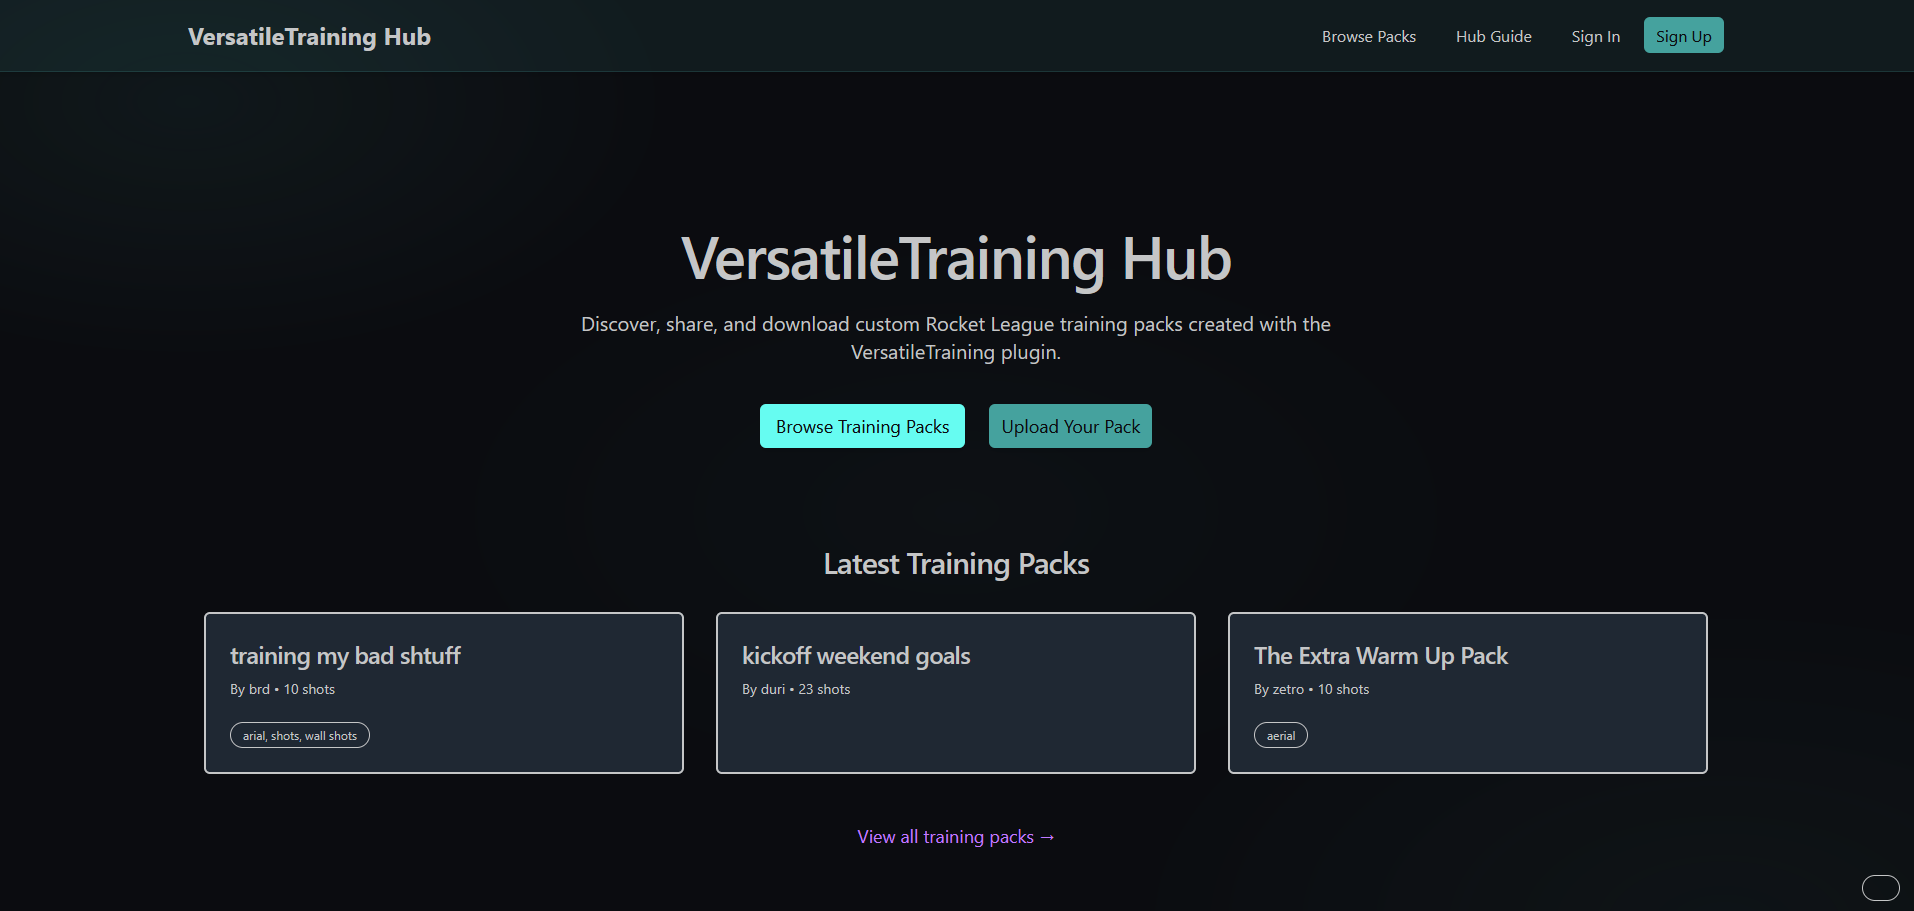 VersatileTraining Hub
Browse Packs
Hub Guide
Sign In
Sign Up
VersatileTraining Hub
Discover, share, and download custom Rocket League training packs created with the
VersatileTraining plugin.
Browse Training Packs
Upload Your Pack
Latest Training Packs
training my bad shtuff
By brd • 10 shots
arial, shots, wall shots
kickoff weekend goals
By duri • 23 shots
The Extra Warm Up Pack
By zetro • 10 shots
aerial
View all training packs →